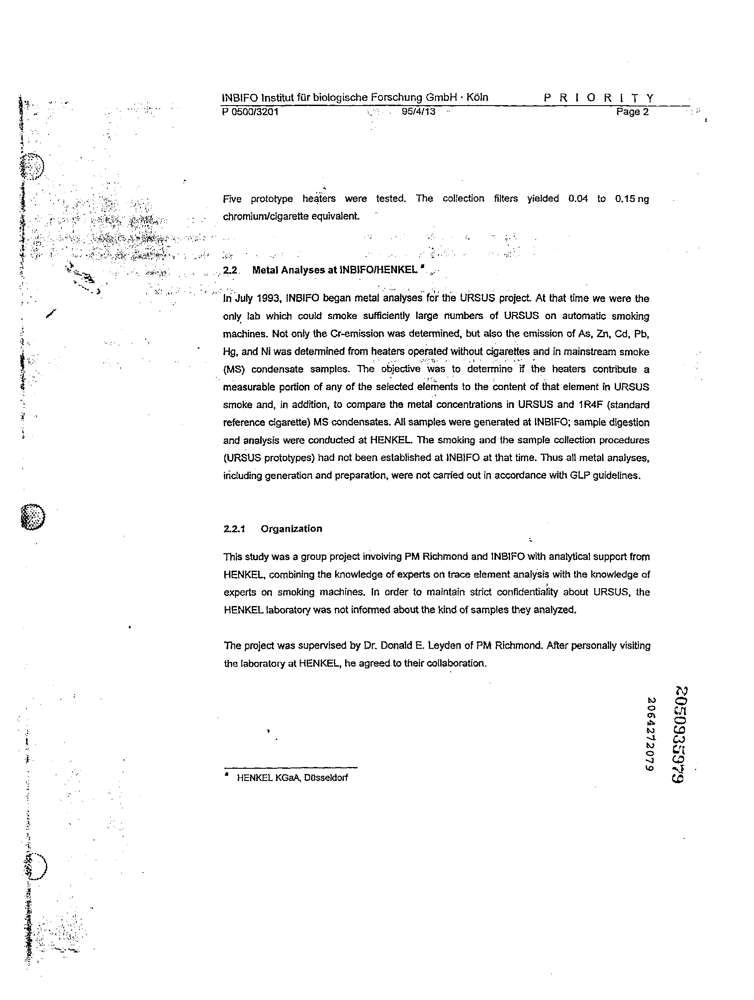 INBIFO Institut für biologische Forschung GmbH · Köln P R I O R I T Y
P 0500/3201 95/4/13 Page 2
Five prototype heaters were tested. The collection filters yielded 0.04 to 0.15 ng
chromium/cigarette equivalent.
2.2 Metal Analyses at INBIFO/HENKEL a
In July 1993, INBIFO began metal analyses for the URSUS project. At that time we were the
only lab which could smoke sufficiently large numbers of URSUS on automatic smoking
machines. Not only the Cr-emission was determined, but also the emission of As, Zn, Cd, Pb,
Hg, and Ni was determined from heaters operated without cigarettes and in mainstream smoke
(MS) condensate samples. The objective was to determine if the heaters contribute a
measurable portion of any of the selected elements to the content of that element in URSUS
smoke and, in addition, to compare the metal concentrations in URSUS and 1R4F (standard
reference cigarette) MS condensates. All samples were generated at INBIFO; sample digestion
and analysis were conducted at HENKEL. The smoking and the sample collection procedures
(URSUS prototypes) had not been established at INBIFO at that time. Thus all metal analyses,
including generation and preparation, were not carried out in accordance with GLP guidelines.
2.2.1 Organization
This study was a group project involving PM Richmond and INBIFO with analytical support from
HENKEL, combining the knowledge of experts on trace element analysis with the knowledge of
experts on smoking machines. In order to maintain strict confidentiality about URSUS, the
HENKEL laboratory was not informed about the kind of samples they analyzed.
The project was supervised by Dr. Donald E. Leyden of PM Richmond. After personally visiting
the laboratory at HENKEL, he agreed to their collaboration.
a HENKEL KGaA, Düsseldorf
2064272079
2050935979